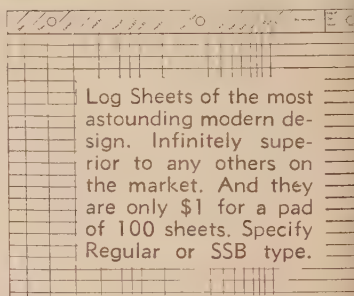 Log Sheets of the most
astounding modern de-
sign. Infinitely supe-
rior to any others on
the market. And they
are only $1 for a pad
of 100 sheets. Specify
Regular or SSB type.